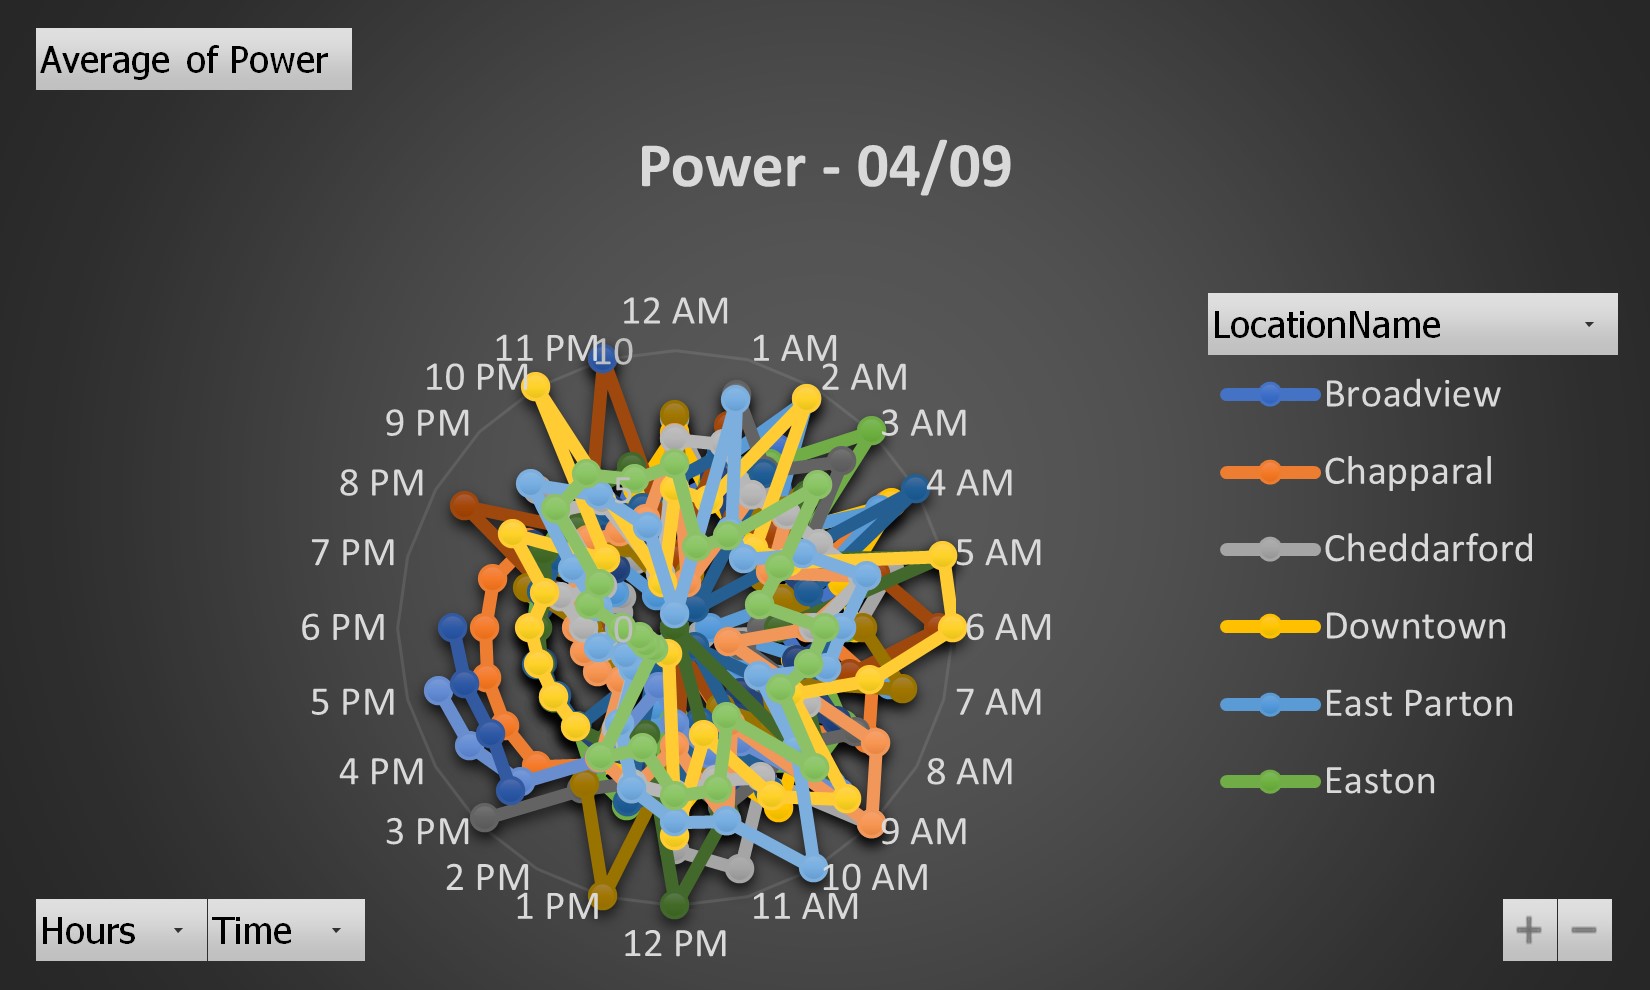 Average of Power
Power - 04/09
12 AM
1 AM
2 AM
3 AM
4 AM
5 AM
6 AM
7 AM
8 AM
9 AM
10 AM
11 AM
12 PM
1 PM
2 PM
3 PM
4 PM
5 PM
6 PM
7 PM
8 PM
9 PM
10 PM
11 PM
10
5
0
LocationName
Broadview
Chapparal
Cheddarford
Downtown
East Parton
Easton
Hours
Time
+
−